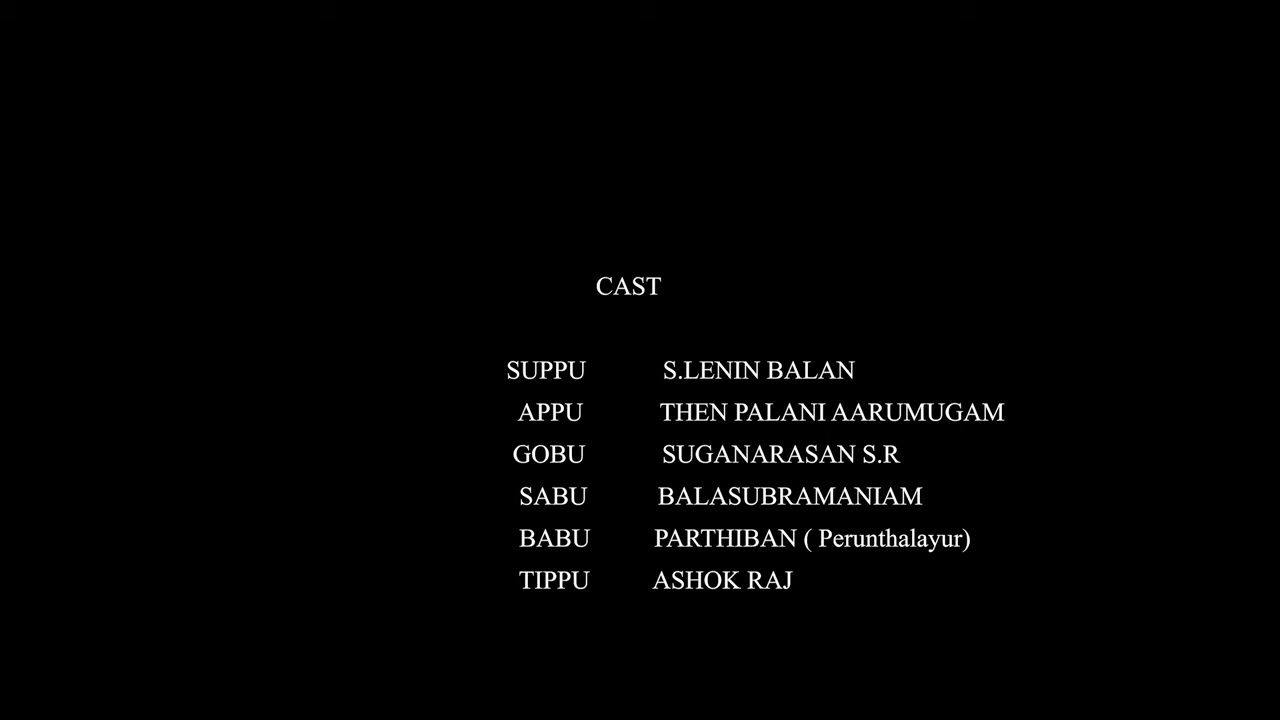 CAST
SUPPU S.LENIN BALAN
APPU THEN PALANI AARUMUGAM
GOBU SUGANARASAN S.R
SABU BALASUBRAMANIAM
BABU PARTHIBAN ( Perunthalayur)
TIPPU ASHOK RAJ